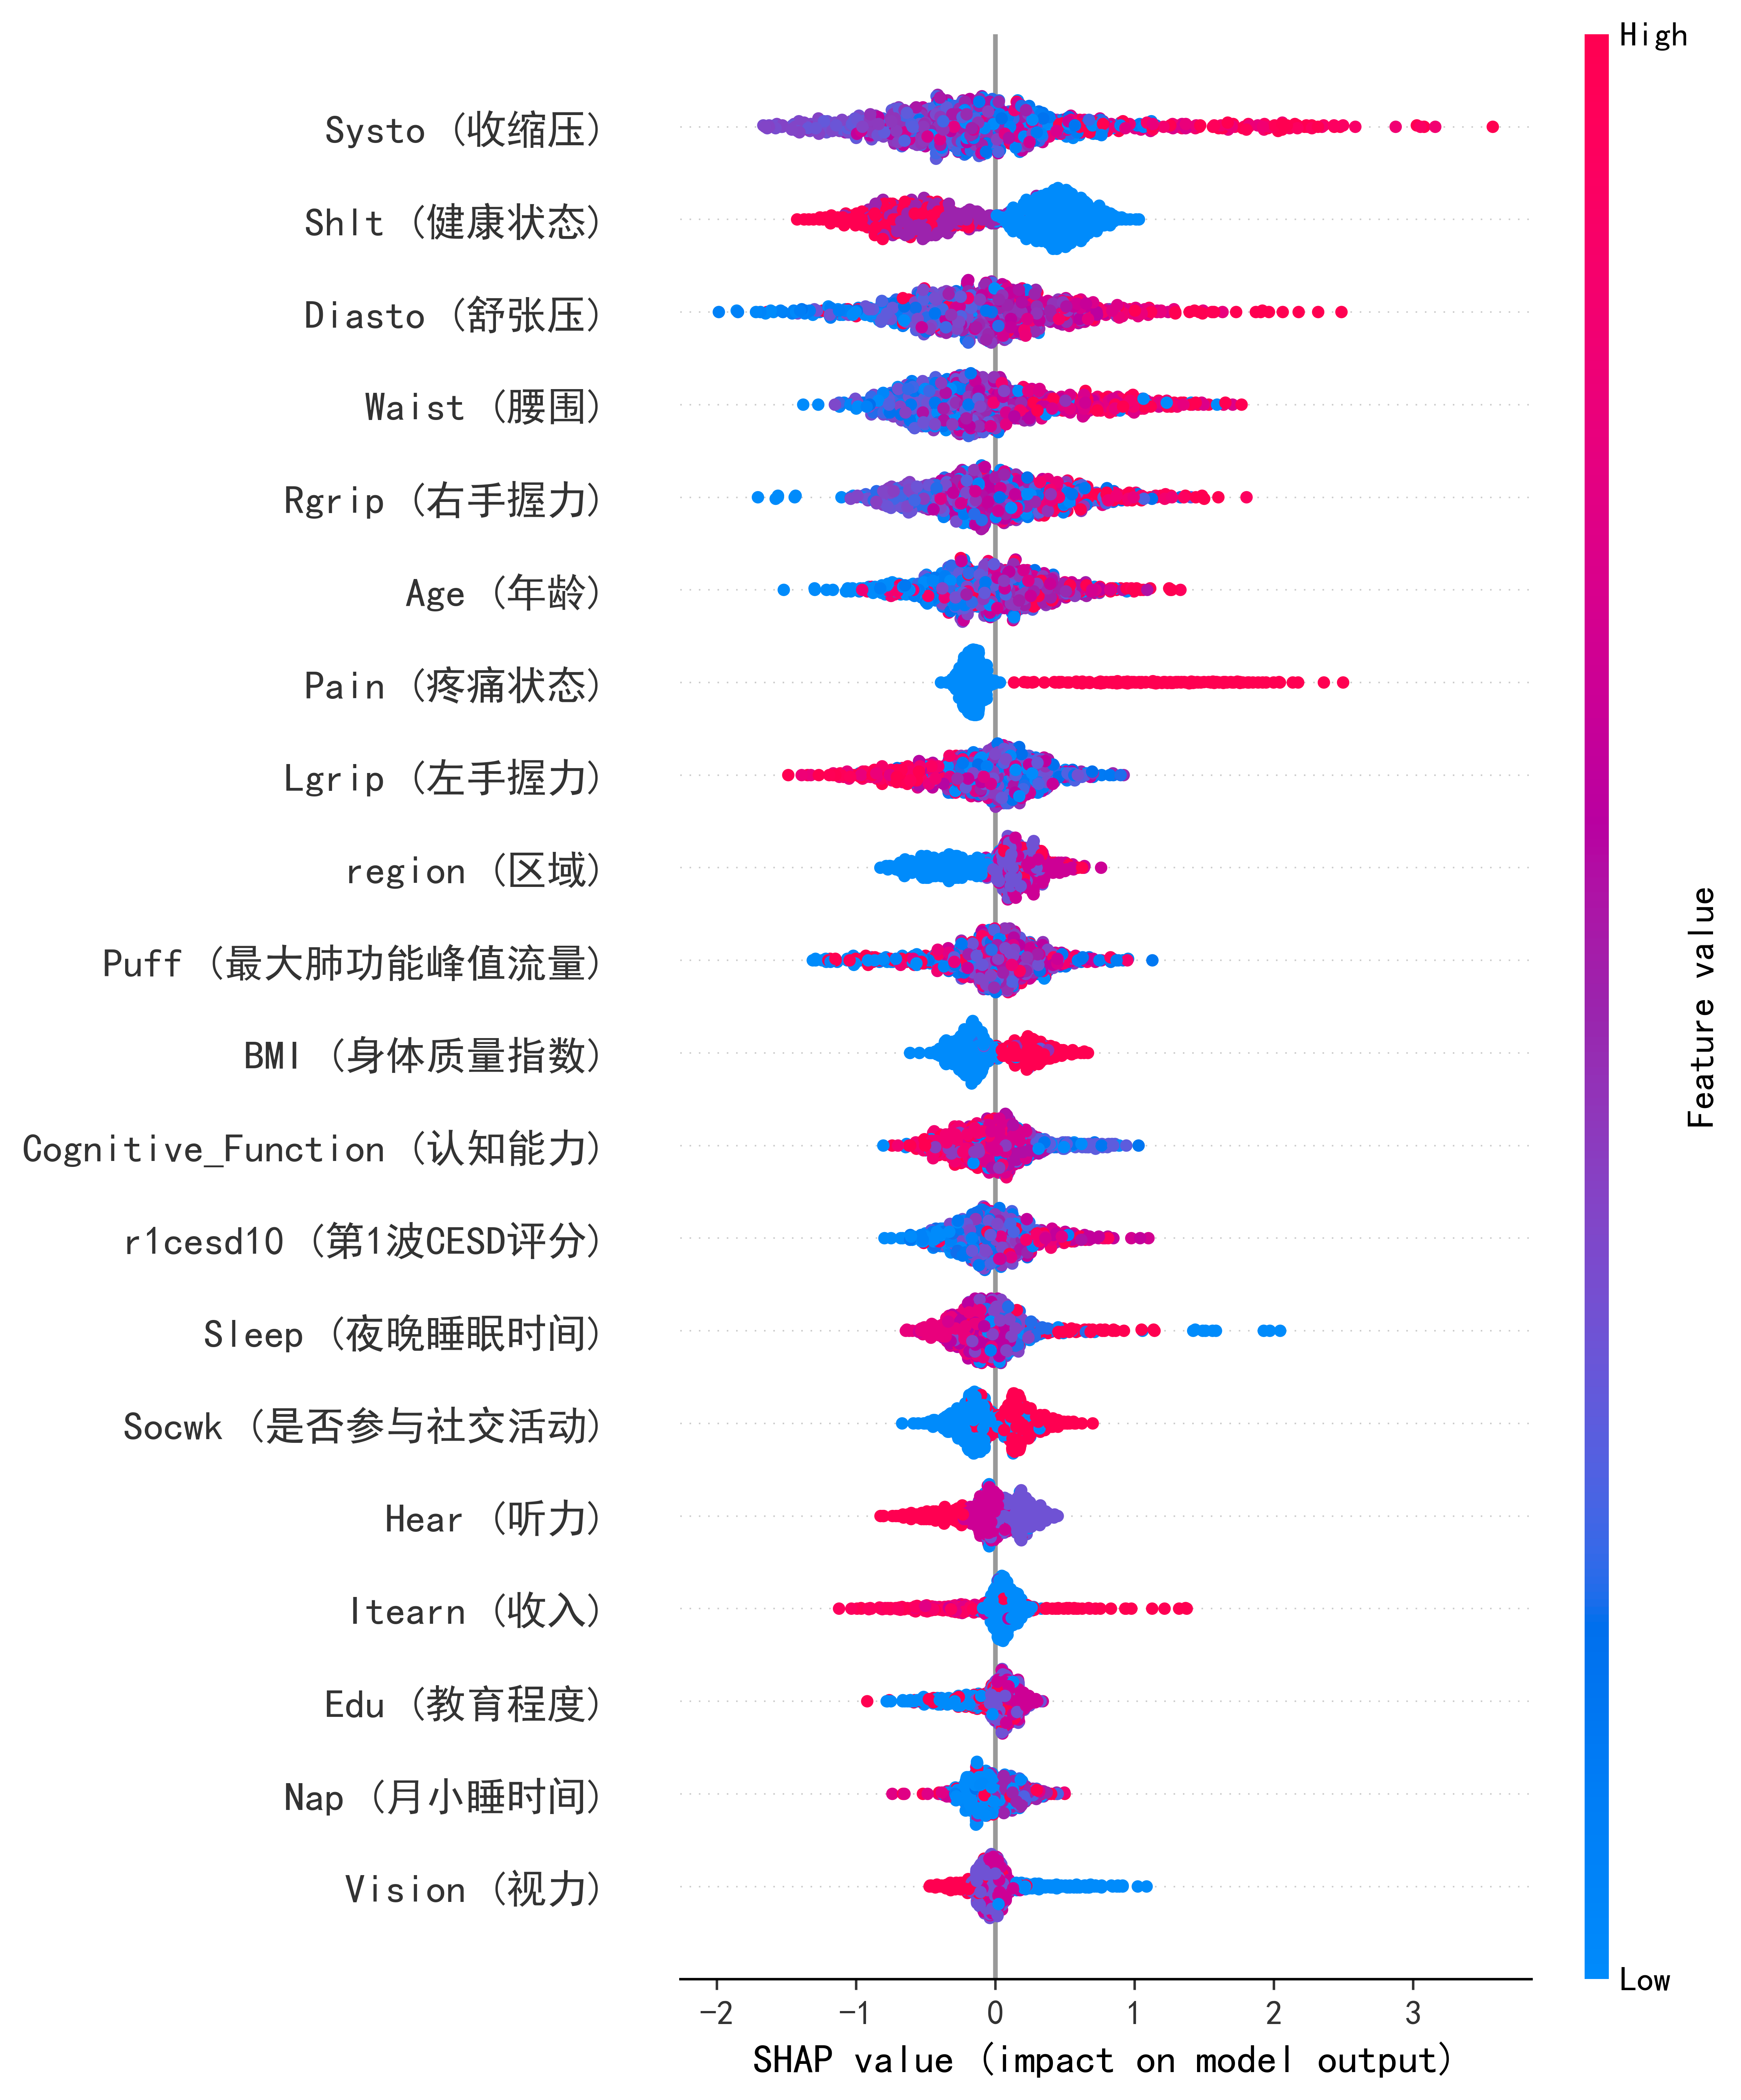 High
Systo (收缩压)
Shlt (健康状态)
Diasto (舒张压)
Waist (腰围)
Rgrip (右手握力)
Age (年龄)
Pain (疼痛状态)
Lgrip (左手握力)
region (区域)
Puff (最大肺功能峰值流量)
BMI (身体质量指数)
Cognitive_Function (认知能力)
r1cesd10 (第1波CESD评分)
Sleep (夜晚睡眠时间)
Socwk (是否参与社交活动)
Hear (听力)
Itearn (收入)
Edu (教育程度)
Nap (月小睡时间)
Vision (视力)
Feature value
Low
−2 −1 0 1 2 3
SHAP value (impact on model output)